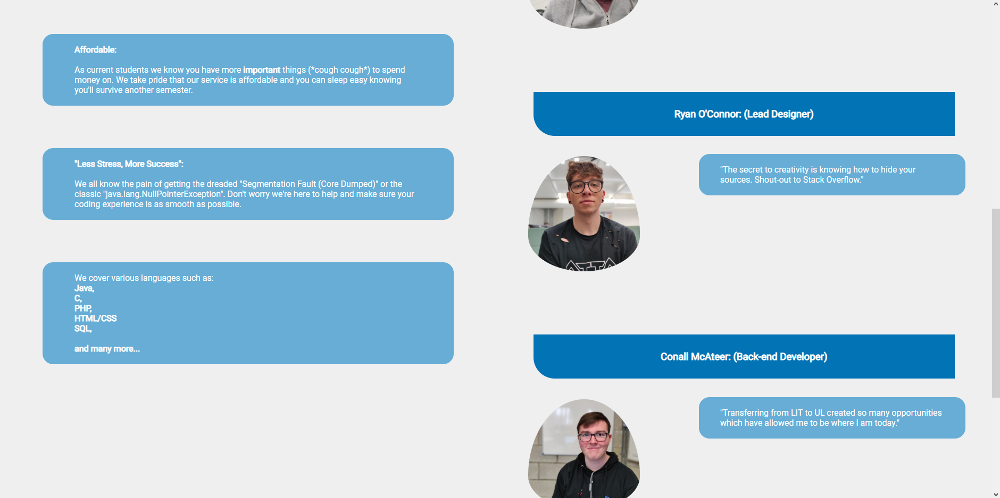 Affordable:
As current students we know you have more important things (*cough cough*) to spend
money on. We take pride that our service is affordable and you can sleep easy knowing
you'll survive another semester.
"Less Stress, More Success":
We all know the pain of getting the dreaded "Segmentation Fault (Core Dumped)" or the
classic "java.lang.NullPointerException". Don't worry we're here to help and make sure your
coding experience is as smooth as possible.
We cover various languages such as:
Java,
C,
PHP,
HTML/CSS
SQL,
and many more...
Ryan O'Connor: (Lead Designer)
"The secret to creativity is knowing how to hide your
sources. Shout-out to Stack Overflow."
Conall McAteer: (Back-end Developer)
"Transferring from LIT to UL created so many opportunities
which have allowed me to be where I am today."